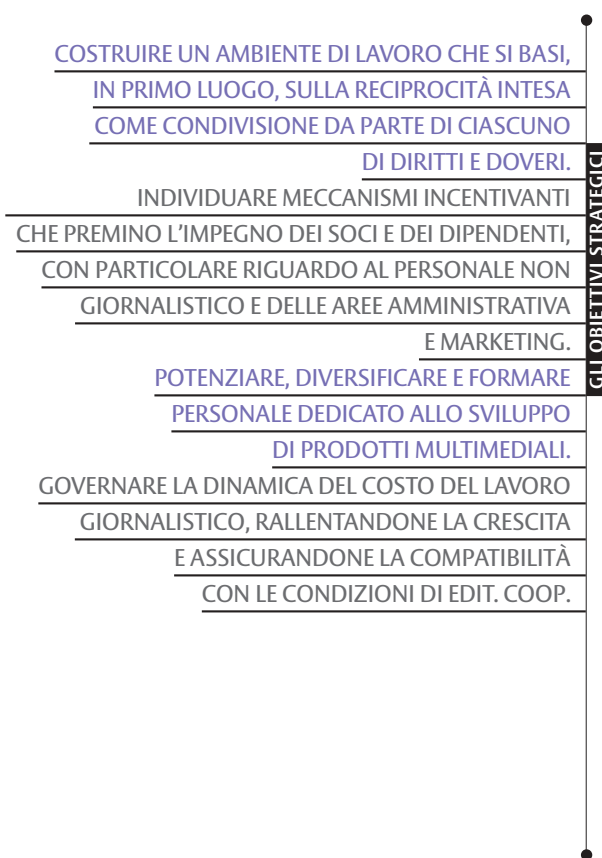 COSTRUIRE UN AMBIENTE DI LAVORO CHE SI BASI,
IN PRIMO LUOGO, SULLA RECIPROCITÀ INTESA
COME CONDIVISIONE DA PARTE DI CIASCUNO
DI DIRITTI E DOVERI.
INDIVIDUARE MECCANISMI INCENTIVANTI
CHE PREMINO L'IMPEGNO DEI SOCI E DEI DIPENDENTI,
CON PARTICOLARE RIGUARDO AL PERSONALE NON
GIORNALISTICO E DELLE AREE AMMINISTRATIVA
E MARKETING.
POTENZIARE, DIVERSIFICARE E FORMARE
PERSONALE DEDICATO ALLO SVILUPPO
DI PRODOTTI MULTIMEDIALI.
GOVERNARE LA DINAMICA DEL COSTO DEL LAVORO
GIORNALISTICO, RALLENTANDONE LA CRESCITA
E ASSICURANDONE LA COMPATIBILITÀ
CON LE CONDIZIONI DI EDIT. COOP.
GLI OBIETTIVI STRATEGICI